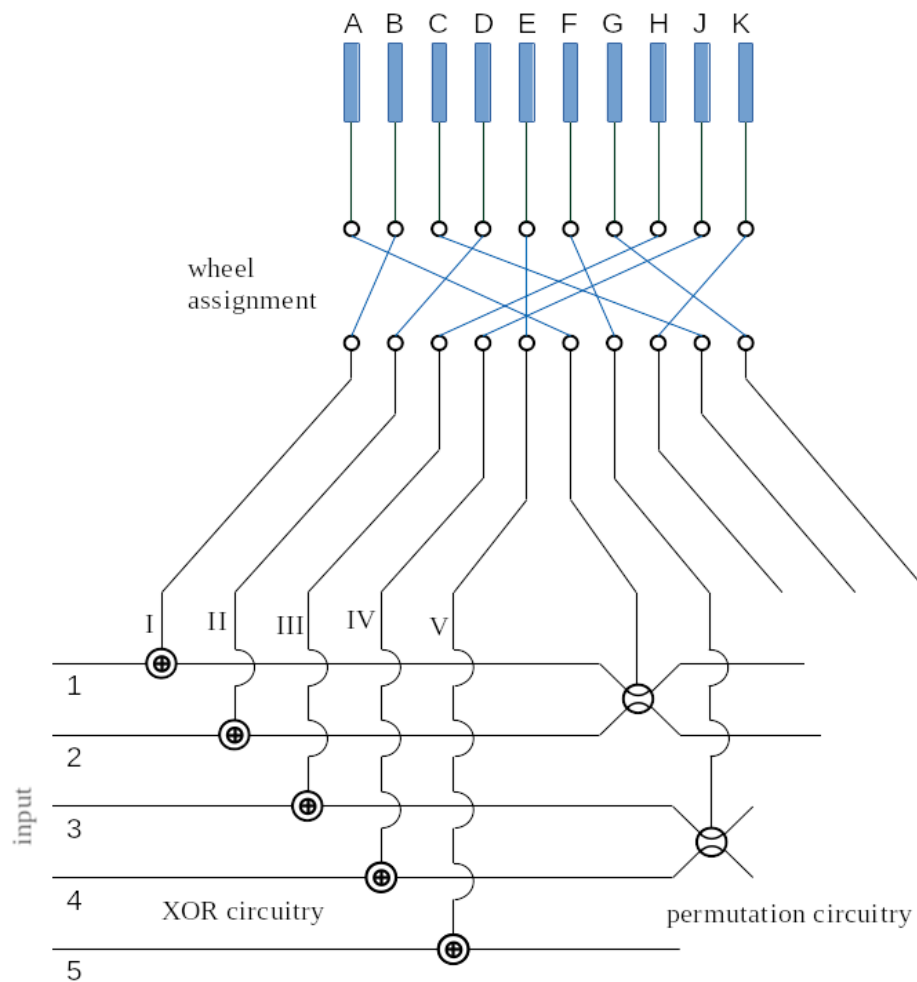 A B C D E F G H J K
wheel
assignment
I II III IV V
1
2
3
4
5
input
XOR circuitry
permutation circuitry